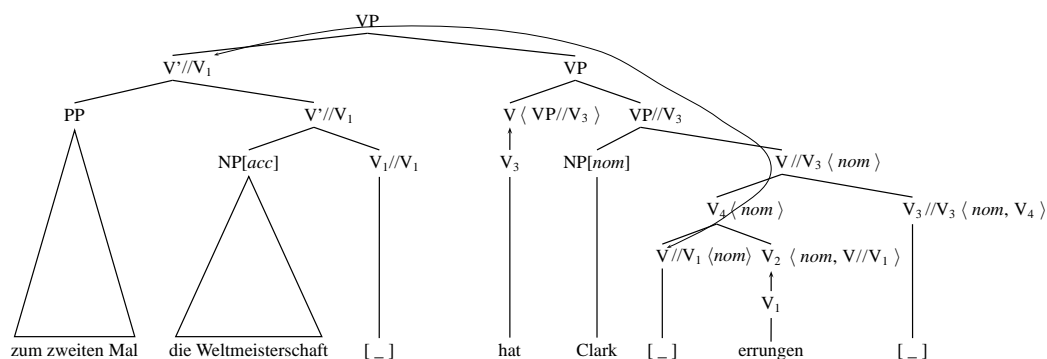 VP
V’//V₁ VP
PP V’//V₁ V ⟨ VP//V₃ ⟩ VP//V₃
NP[acc] V₁//V₁ V₃ NP[nom] V//V₃ ⟨ nom ⟩
V₄ ⟨ nom ⟩ V₃//V₃ ⟨ nom, V₄ ⟩
V//V₁ ⟨nom⟩ V₂ ⟨ nom, V//V₁ ⟩
V₁
zum zweiten Mal die Weltmeisterschaft [ _ ] hat Clark [ _ ] errungen [ _ ]